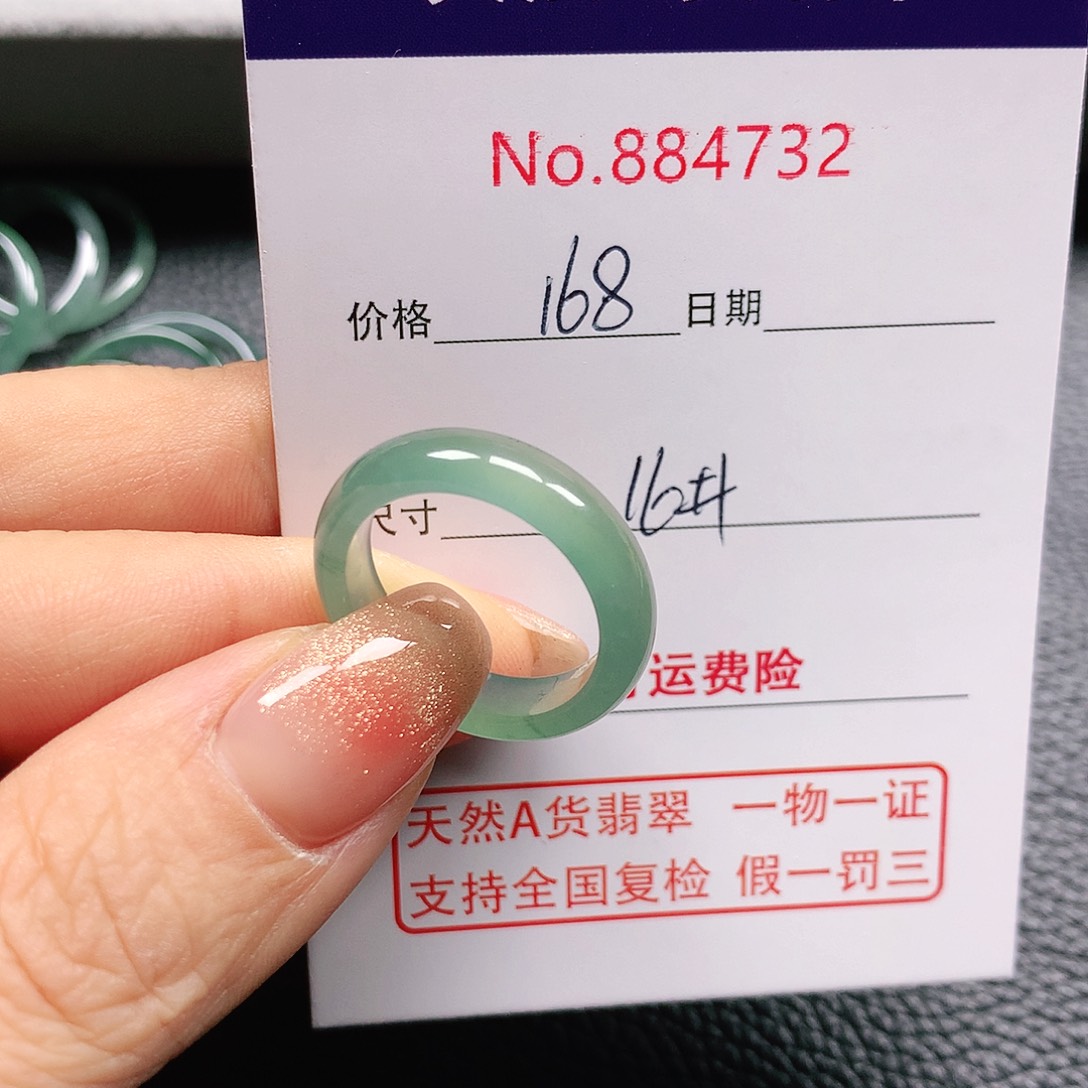 No.884732
价格 168 日期
尺寸 16#
运费险
天然A货翡翠 一物一证
支持全国复检 假一罚三